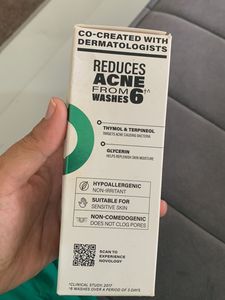 CO-CREATED WITH
DERMATOLOGISTS
REDUCES
ACNE
FROM 6†^
WASHES
THYMOL & TERPINEOL
TARGETS ACNE CAUSING BACTERIA
GLYCERIN
HELPS REPLENISH SKIN MOISTURE
HYPOALLERGENIC
NON-IRRITANT
SUITABLE FOR
SENSITIVE SKIN
NON-COMEDOGENIC
DOES NOT CLOG PORES
SCAN TO
EXPERIENCE
NOVOLOGY
†CLINICAL STUDY, 2017
^6 WASHES OVER A PERIOD OF 3 DAYS